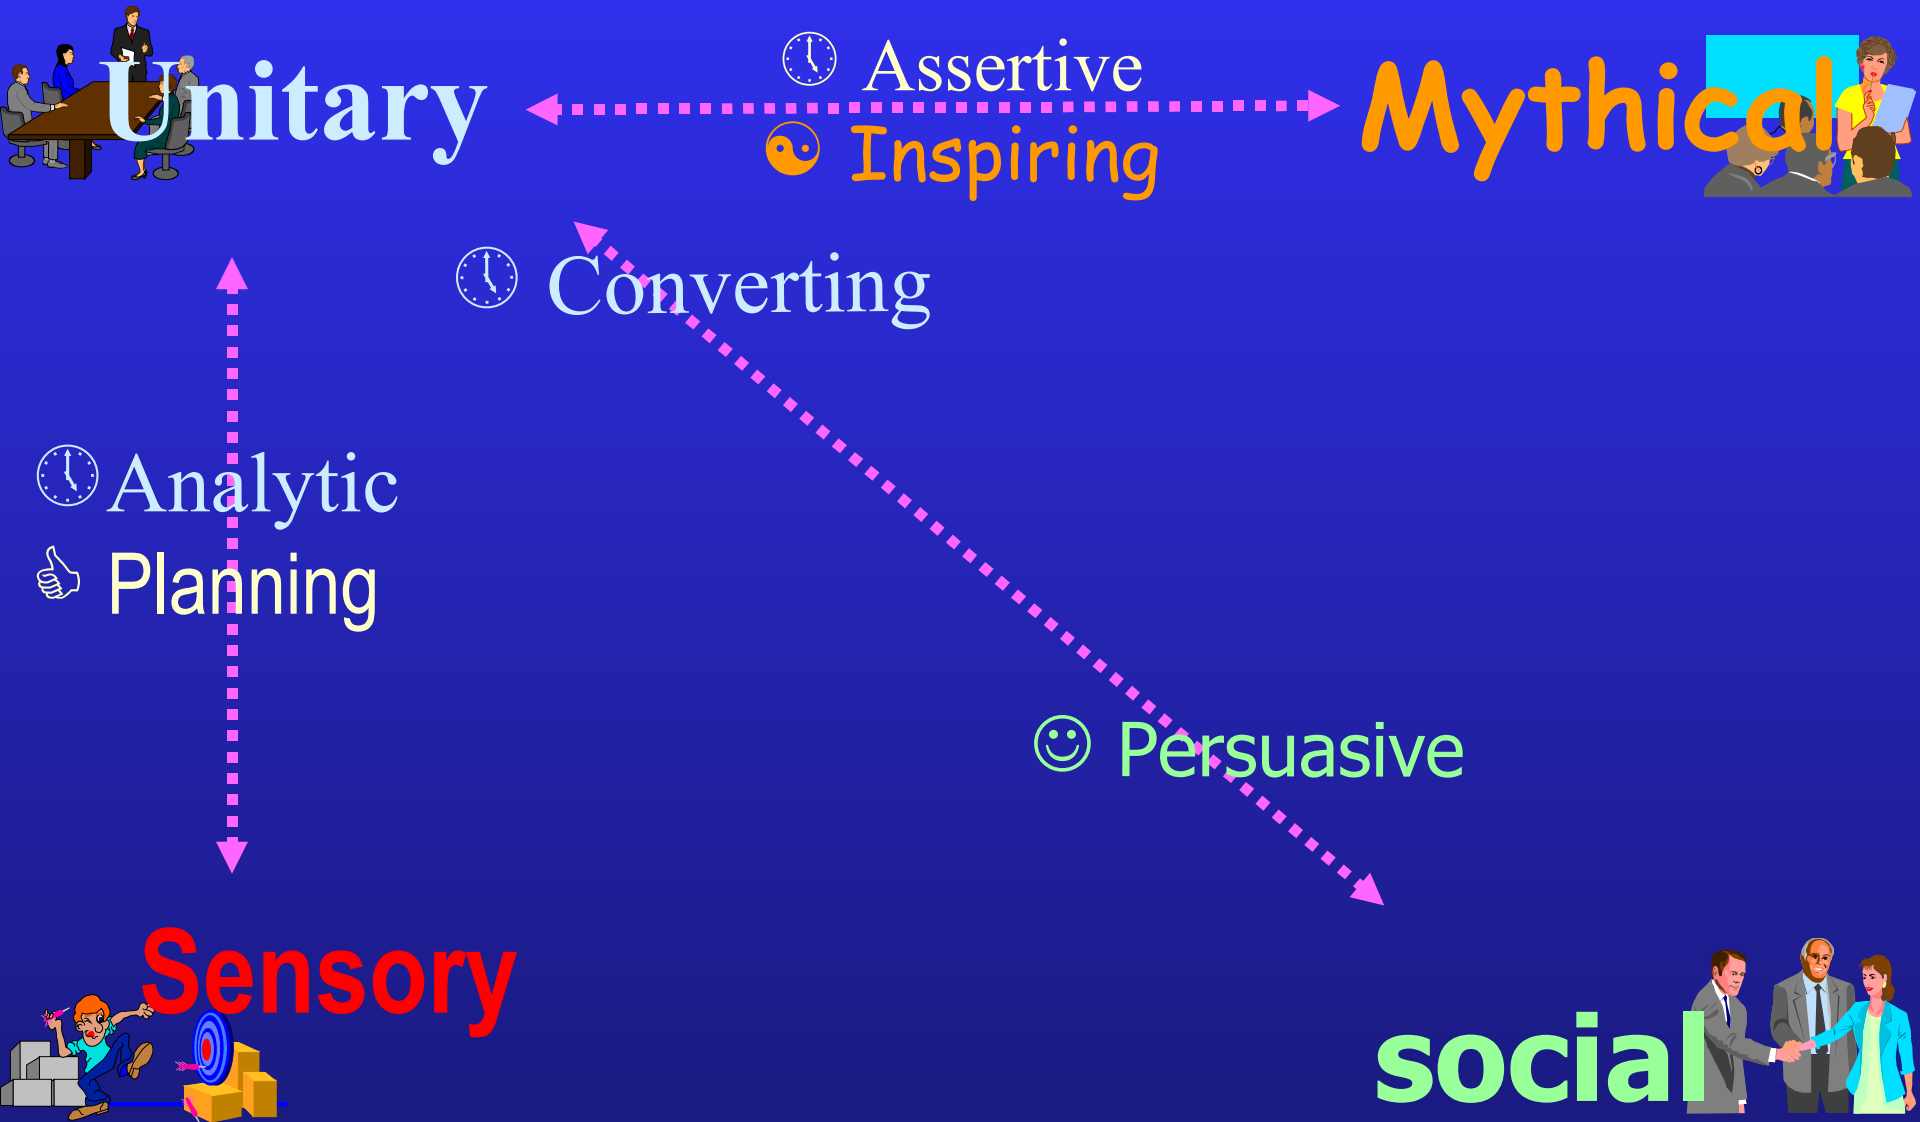 Unitary
Assertive
Inspiring
Mythical
Converting
Analytic
Planning
Persuasive
Sensory
social